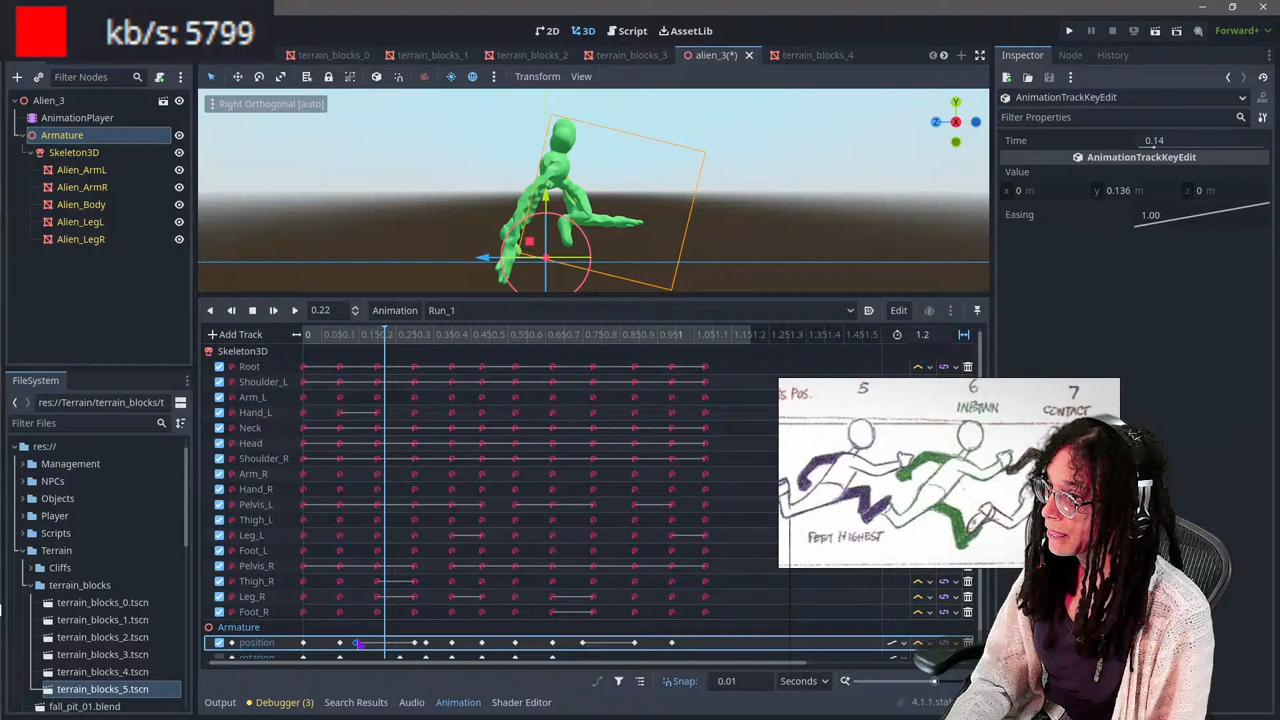 kb/s: 5799
2D 3D Script AssetLib
Forward+
terrain_blocks_0 terrain_blocks_1 terrain_blocks_2 terrain_blocks_3 alien_3(*) terrain_blocks_4
Inspector Node History
Filter Nodes
Transform View
Alien_3
AnimationPlayer
Armature
Skeleton3D
Alien_ArmL
Alien_ArmR
Alien_Body
Alien_LegL
Alien_LegR
Right Orthogonal [auto]
Y
Z X
AnimationTrackKeyEdit
Filter Properties
Time 0.14
AnimationTrackKeyEdit
Value
x 0 m y 0.136 m z 0 m
Easing 1.00
0.22 Animation Run_1 Edit
Add Track
1.2
Skeleton3D
Root
Shoulder_L
Arm_L
Hand_L
Neck
Head
Shoulder_R
Arm_R
Hand_R
Pelvis_L
Thigh_L
Leg_L
Foot_L
Pelvis_R
Thigh_R
Leg_R
Foot_R
Armature
position
rotation
FileSystem
res://Terrain/terrain_blocks/t
Filter Files
res://
Management
NPCs
Objects
Player
Scripts
Terrain
Cliffs
terrain_blocks
terrain_blocks_0.tscn
terrain_blocks_1.tscn
terrain_blocks_2.tscn
terrain_blocks_3.tscn
terrain_blocks_4.tscn
terrain_blocks_5.tscn
fall_pit_01.blend
Pos. 5 6 7
CONTACT
FEET HIGHEST
Snap: 0.01 Seconds
Output Debugger (3) Search Results Audio Animation Shader Editor